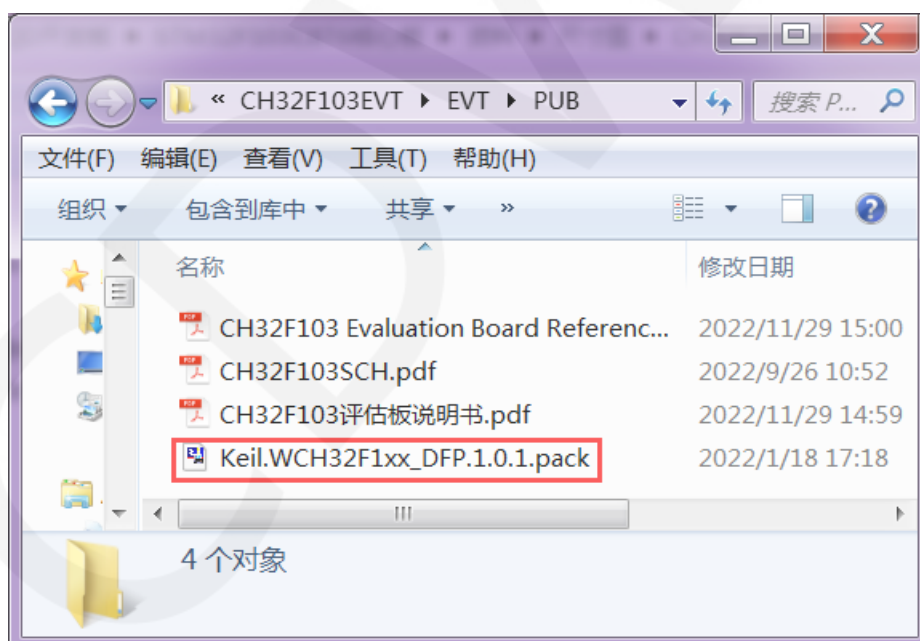 « CH32F103EVT ▸ EVT ▸ PUB 搜索 P...
文件(F) 编辑(E) 查看(V) 工具(T) 帮助(H)
组织 包含到库中 共享 »
名称 修改日期
CH32F103 Evaluation Board Referenc... 2022/11/29 15:00
CH32F103SCH.pdf 2022/9/26 10:52
CH32F103评估板说明书.pdf 2022/11/29 14:59
Keil.WCH32F1xx_DFP.1.0.1.pack 2022/1/18 17:18
4 个对象